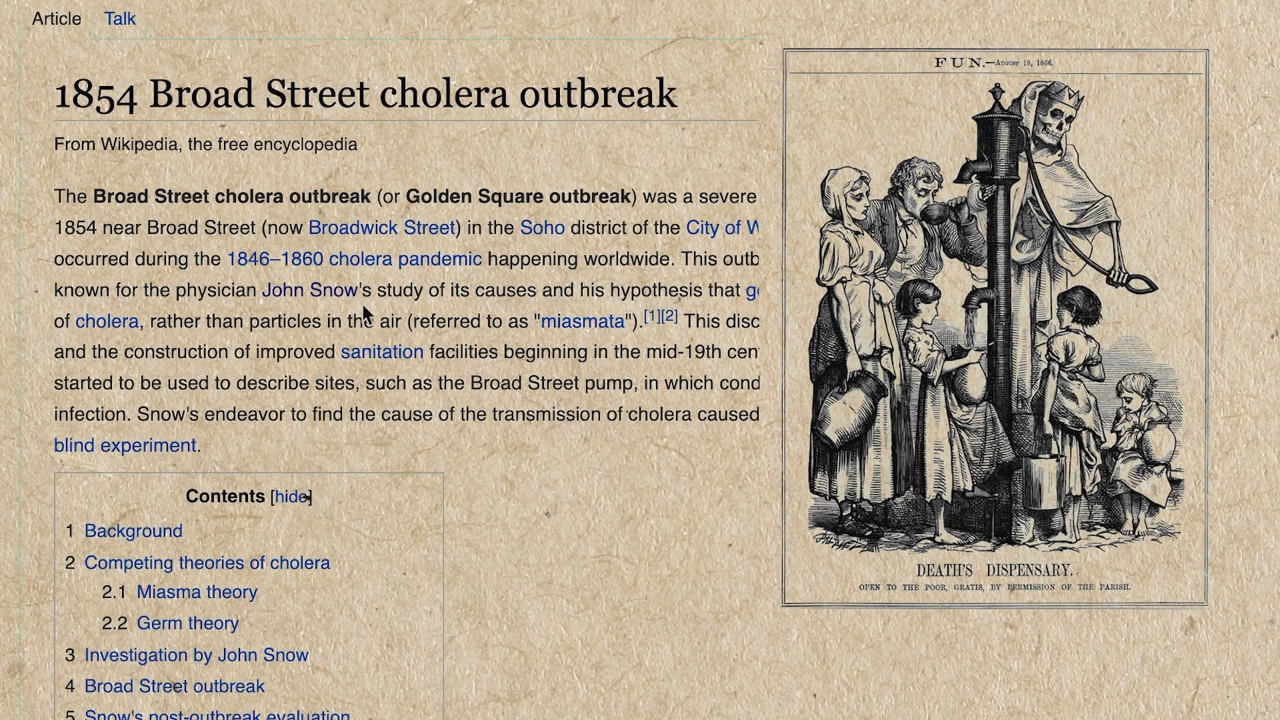 Article Talk
1854 Broad Street cholera outbreak
From Wikipedia, the free encyclopedia
The Broad Street cholera outbreak (or Golden Square outbreak) was a severe
1854 near Broad Street (now Broadwick Street) in the Soho district of the City of
occurred during the 1846–1860 cholera pandemic happening worldwide. This
known for the physician John Snow's study of its causes and his hypothesis that
of cholera, rather than particles in the air (referred to as "miasmata").[1][2] This
and the construction of improved sanitation facilities beginning in the mid-19th
started to be used to describe sites, such as the Broad Street pump, in which
infection. Snow's endeavor to find the cause of the transmission of cholera caused
blind experiment.
Contents [hide]
1 Background
2 Competing theories of cholera
2.1 Miasma theory
2.2 Germ theory
3 Investigation by John Snow
4 Broad Street outbreak
5 Snow's post-outbreak evaluation
FUN.—August 18, 1866.
DEATH'S DISPENSARY.
OPEN TO THE POOR, GRATIS, BY PERMISSION OF THE PARISH.